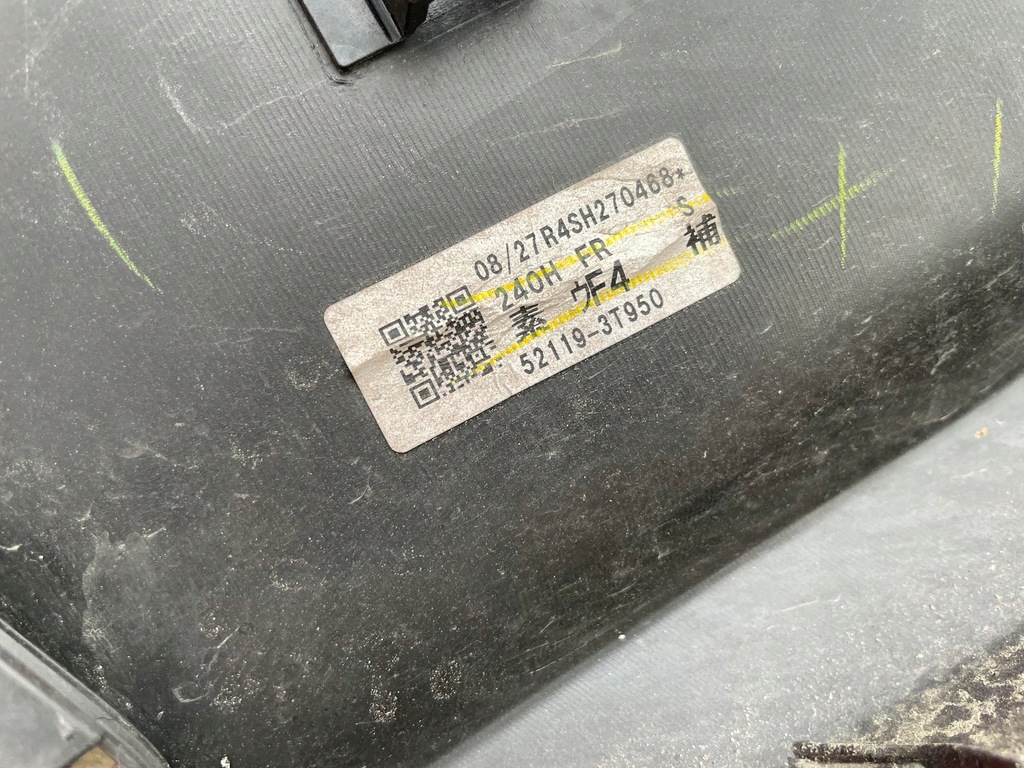 08/27R4SH270468*
240H FR S
素 ｳF4 補
52119-3T950